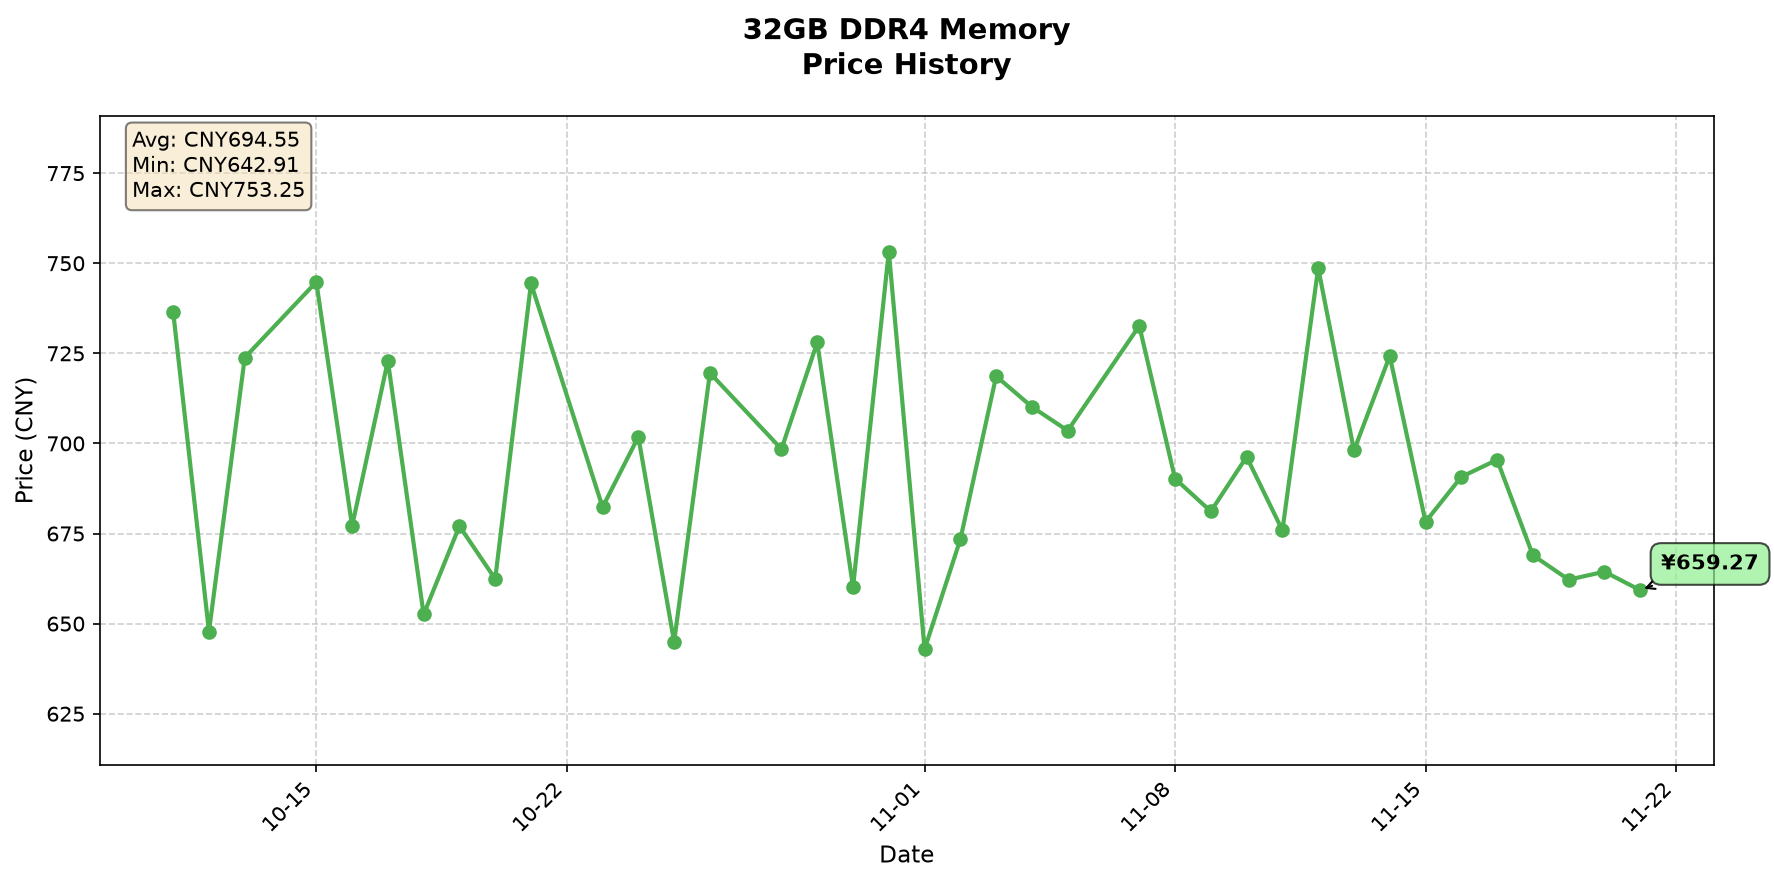 32GB DDR4 Memory
Price History
Avg: CNY694.55
Min: CNY642.91
Max: CNY753.25
775
750
725
700
675
650
625
Price (CNY)
¥659.27
10-15
10-22
11-01
11-08
11-15
11-22
Date